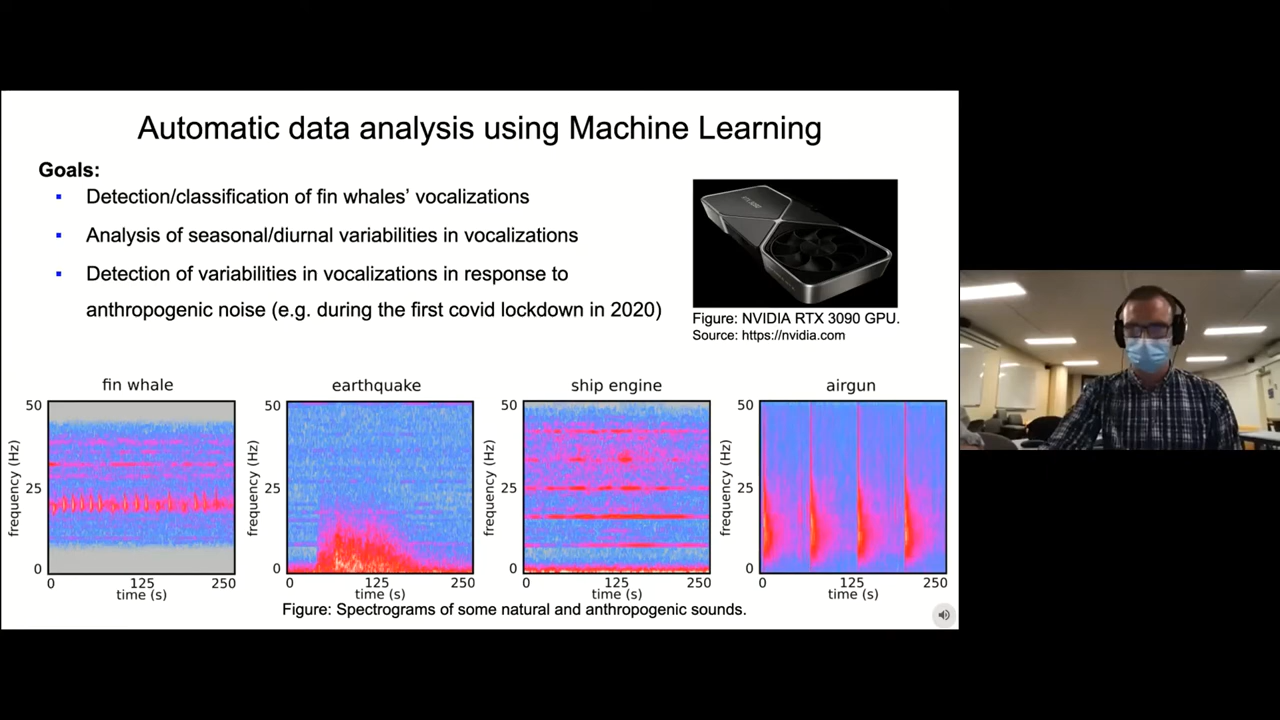 Automatic data analysis using Machine Learning
Goals:
▪ Detection/classification of fin whales’ vocalizations
▪ Analysis of seasonal/diurnal variabilities in vocalizations
▪ Detection of variabilities in vocalizations in response to
anthropogenic noise (e.g. during the first covid lockdown in 2020)
Figure: NVIDIA RTX 3090 GPU.
Source: https://nvidia.com
fin whale
50
25
0
frequency (Hz)
0 125 250
time (s)
earthquake
50
25
0
frequency (Hz)
0 125 250
time (s)
ship engine
50
25
0
frequency (Hz)
0 125 250
time (s)
airgun
50
25
0
frequency (Hz)
0 125 250
time (s)
Figure: Spectrograms of some natural and anthropogenic sounds.